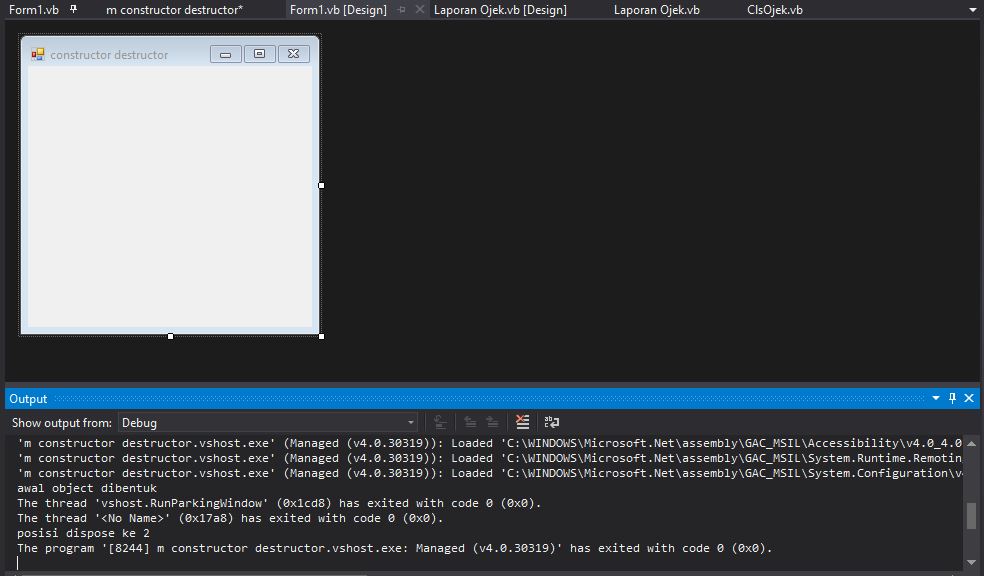 Form1.vb m constructor destructor* Form1.vb [Design] Laporan Ojek.vb [Design] Laporan Ojek.vb ClsOjek.vb
constructor destructor
Output
Show output from: Debug
'm constructor destructor.vshost.exe' (Managed (v4.0.30319)): Loaded 'C:\WINDOWS\Microsoft.Net\assembly\GAC_MSIL\Accessibility\v4.0_4.0
'm constructor destructor.vshost.exe' (Managed (v4.0.30319)): Loaded 'C:\WINDOWS\Microsoft.Net\assembly\GAC_MSIL\System.Runtime.Remotin
'm constructor destructor.vshost.exe' (Managed (v4.0.30319)): Loaded 'C:\WINDOWS\Microsoft.Net\assembly\GAC_MSIL\System.Configuration\v4
awal object dibentuk
The thread 'vshost.RunParkingWindow' (0x1cd8) has exited with code 0 (0x0).
The thread '<No Name>' (0x17a8) has exited with code 0 (0x0).
posisi dispose ke 2
The program '[8244] m constructor destructor.vshost.exe: Managed (v4.0.30319)' has exited with code 0 (0x0).